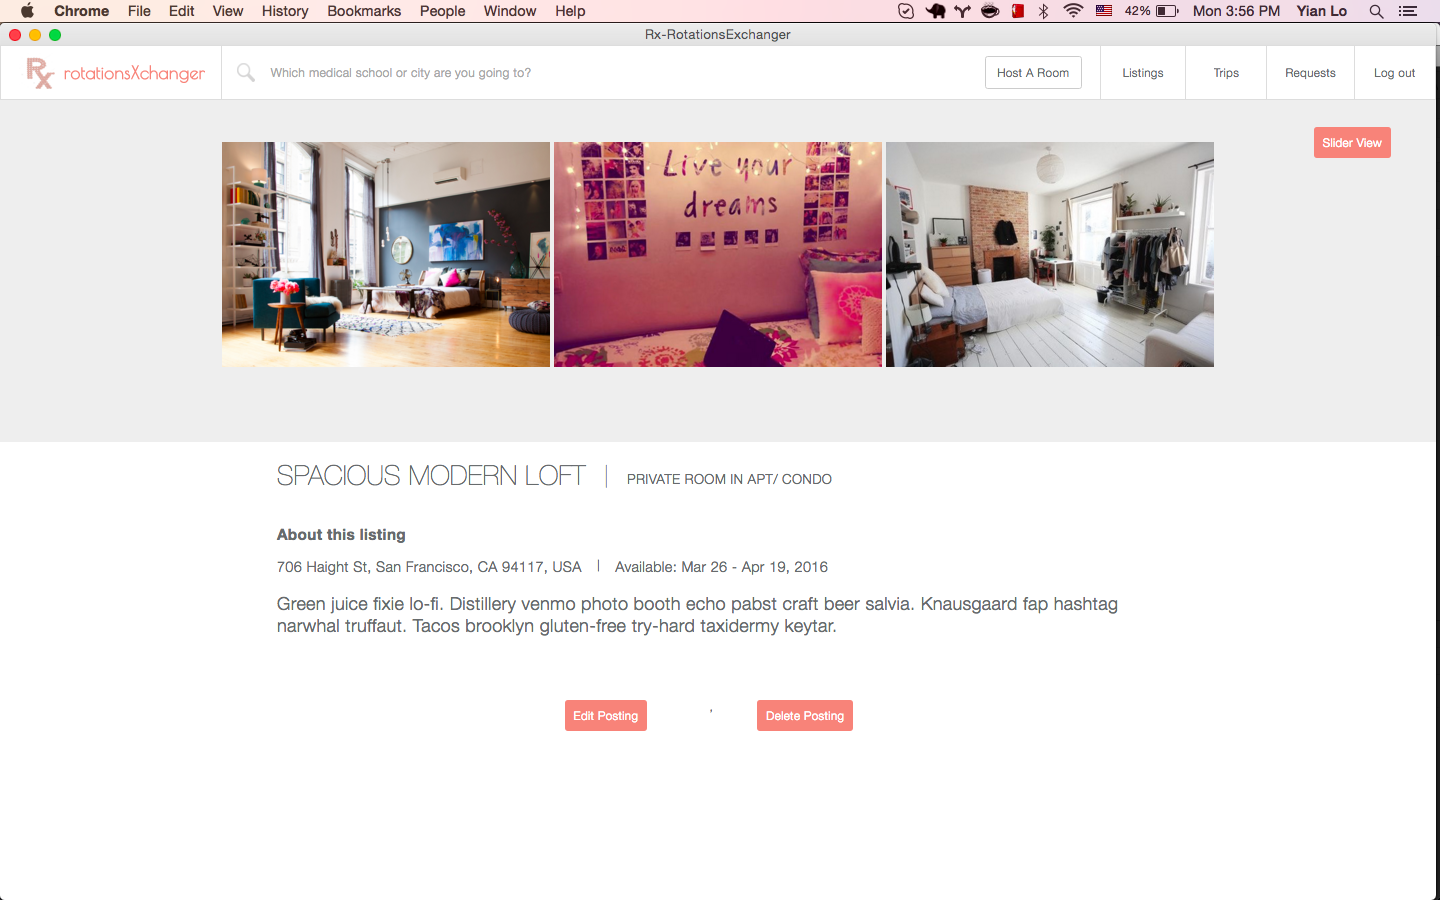 Chrome File Edit View History Bookmarks People Window Help 42% Mon 3:56 PM Yian Lo
Rx-RotationsExchanger
Rx rotationsXchanger Which medical school or city are you going to? Host A Room Listings Trips Requests Log out
Slider View
Live your
dreams
SPACIOUS MODERN LOFT | PRIVATE ROOM IN APT/ CONDO
About this listing
706 Haight St, San Francisco, CA 94117, USA | Available: Mar 26 - Apr 19, 2016
Green juice fixie lo-fi. Distillery venmo photo booth echo pabst craft beer salvia. Knausgaard fap hashtag
narwhal truffaut. Tacos brooklyn gluten-free try-hard taxidermy keytar.
Edit Posting , Delete Posting